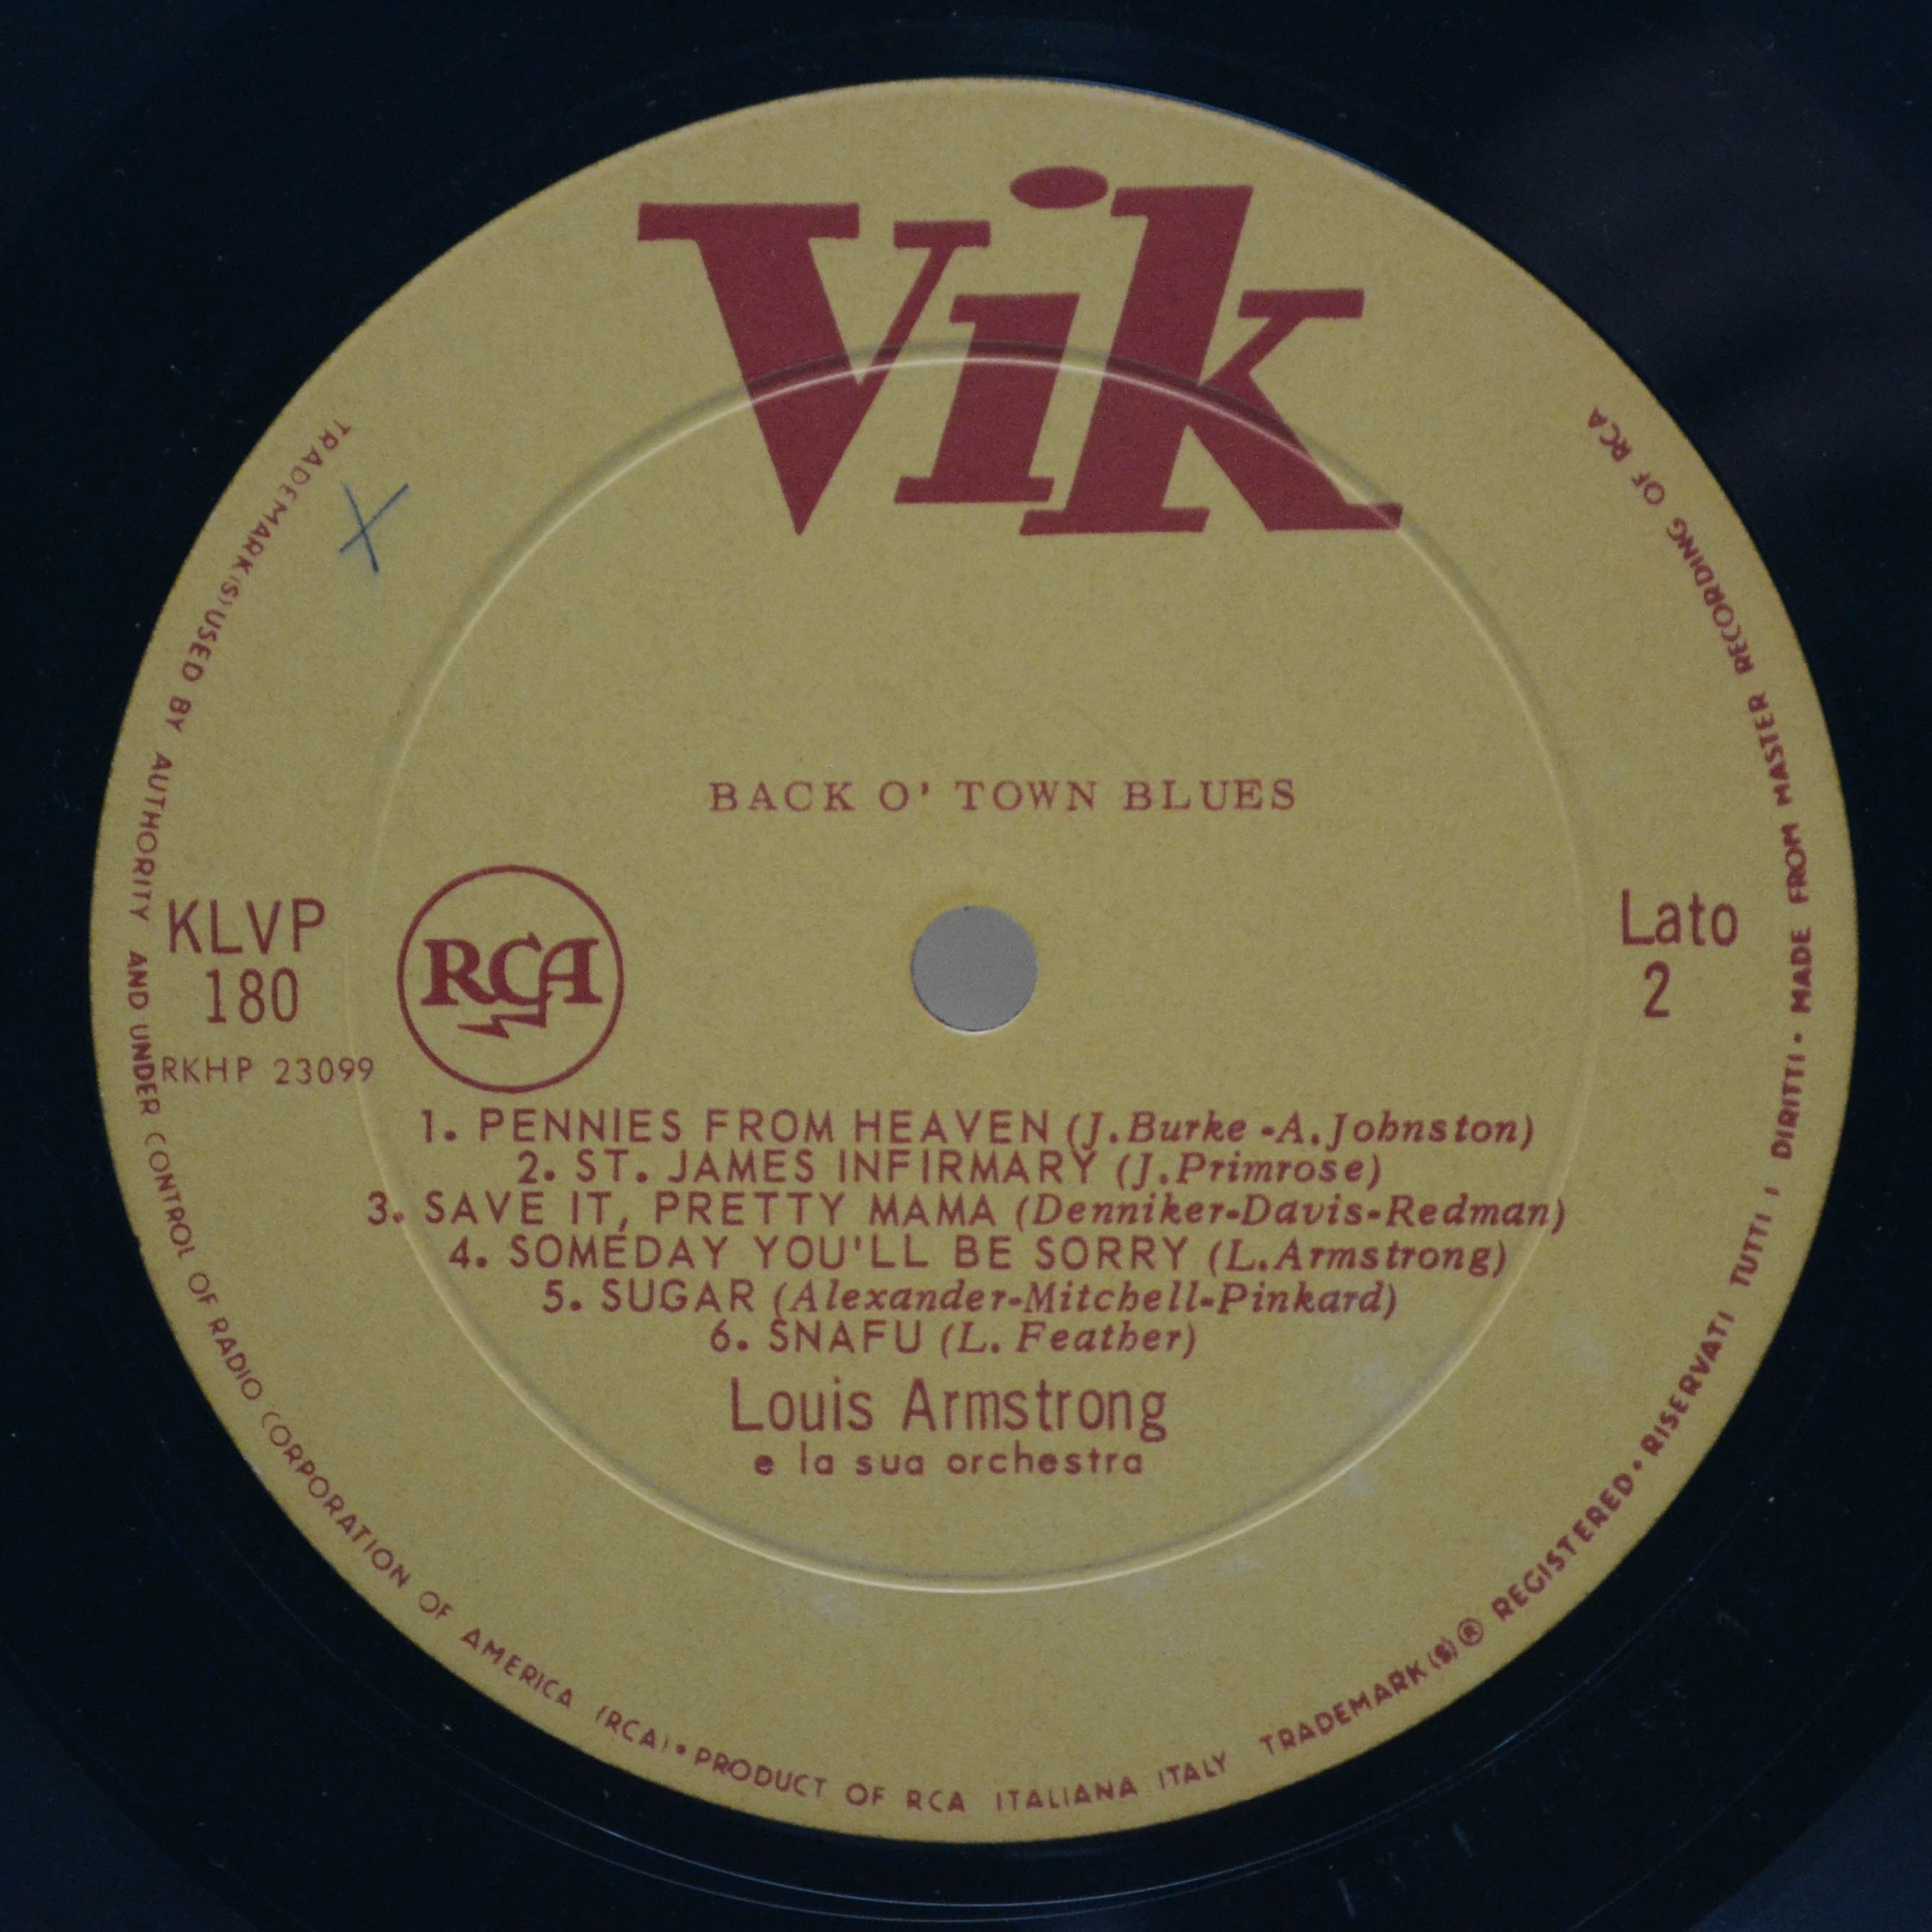 Vik
BACK O' TOWN BLUES
KLVP
180
RKHP 23099
RCA
Lato
2
1. PENNIES FROM HEAVEN (J.Burke -A.Johnston)
2. ST. JAMES INFIRMARY (J.Primrose)
3. SAVE IT, PRETTY MAMA (Denniker-Davis-Redman)
4. SOMEDAY YOU'LL BE SORRY (L.Armstrong)
5. SUGAR (Alexander-Mitchell-Pinkard)
6. SNAFU (L. Feather)
Louis Armstrong
e la sua orchestra
TRADEMARK(S) USED BY AUTHORITY AND UNDER CONTROL OF RADIO CORPORATION OF AMERICA (RCA) • PRODUCT OF RCA ITALIANA ITALY TRADEMARK(S) ® REGISTERED • RISERVATI TUTTI I DIRITTI • MADE FROM MASTER RECORDING OF RCA
X